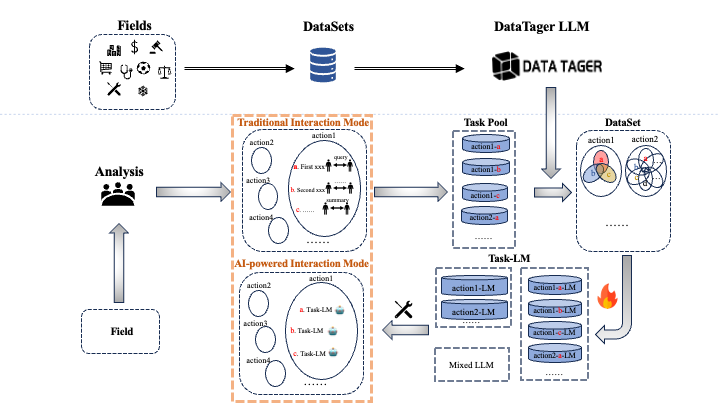 Fields
DataSets
DataTager LLM
DATA TAGER
Traditional Interaction Mode
action1
action2
a. First xxx
query
action3
b. Second xxx
......
c. ......
summary
action4
......
Task Pool
action1-a
action1-b
action1-c
action2-a
......
DataSet
action1
action2
a
b
c
a
b
c
d
......
Analysis
Field
AI-powered Interaction Mode
action1
action2
a. Task-LM
action3
b. Task-LM
c. Task-LM
action4
......
Task-LM
action1-LM
action2-LM
......
Mixed LLM
action1-a-LM
action1-b-LM
action1-c-LM
action2-a-LM
......